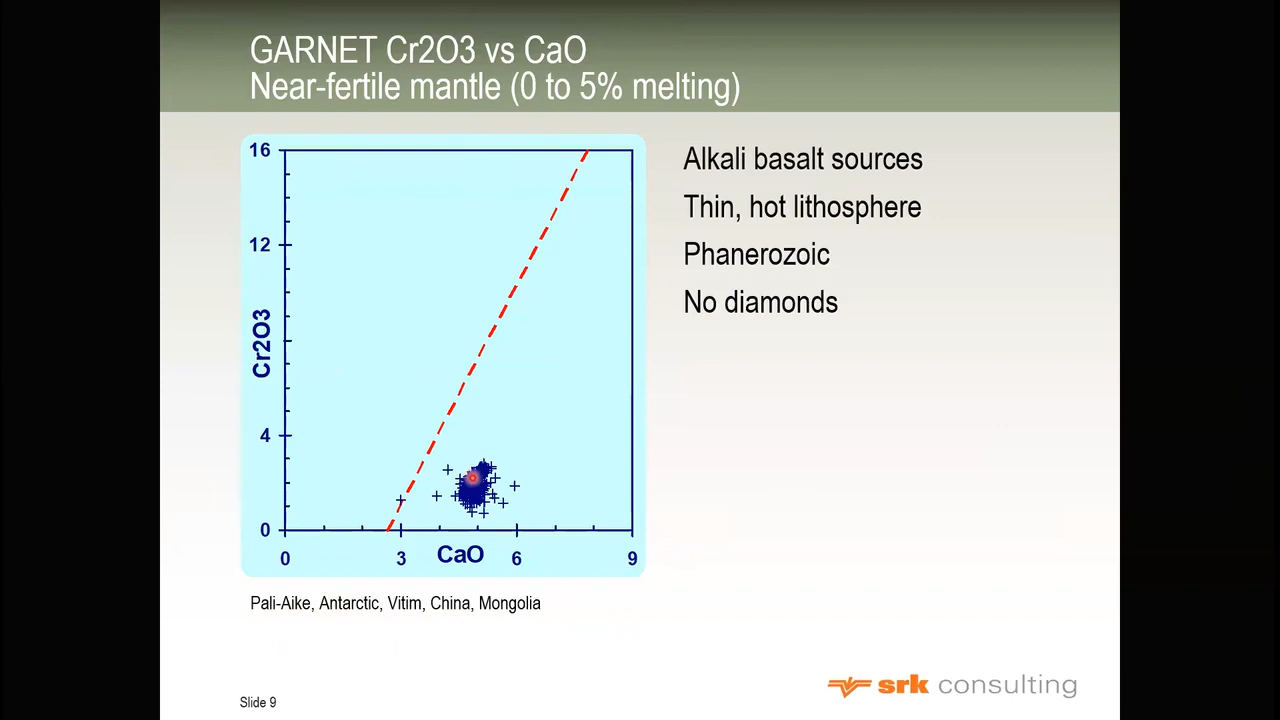 GARNET Cr2O3 vs CaO
Near-fertile mantle (0 to 5% melting)
16
12
4
0
Cr2O3
0
3
CaO
6
9
Alkali basalt sources
Thin, hot lithosphere
Phanerozoic
No diamonds
Pali-Aike, Antarctic, Vitim, China, Mongolia
srk consulting
Slide 9